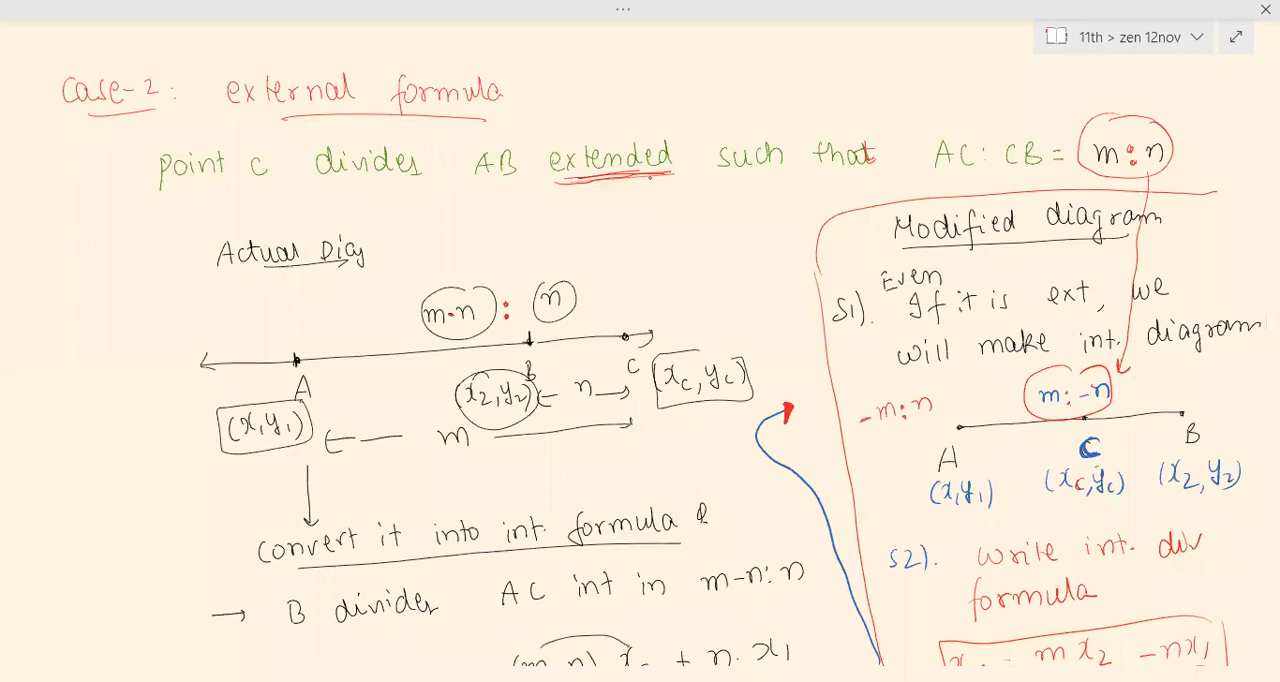 ...
11th > zen 12nov
Case-2: external formula
point C divides AB extended such that AC: CB = m:n
Actual Diag
m-n : n
A
B
C
(x,y1)
(x2,y2)
n
(xc,yc)
m
Convert it into int. formula &
→ B divides AC int in m-n:n
+ n. x1
Modified diagram
S1). Even If it is ext, we
will make int. diagram
-m:n
m:-n
A
C
B
(x,y1)
(xc,yc)
(x2,y2)
S2). write int. div
formula
m x2 -nx1